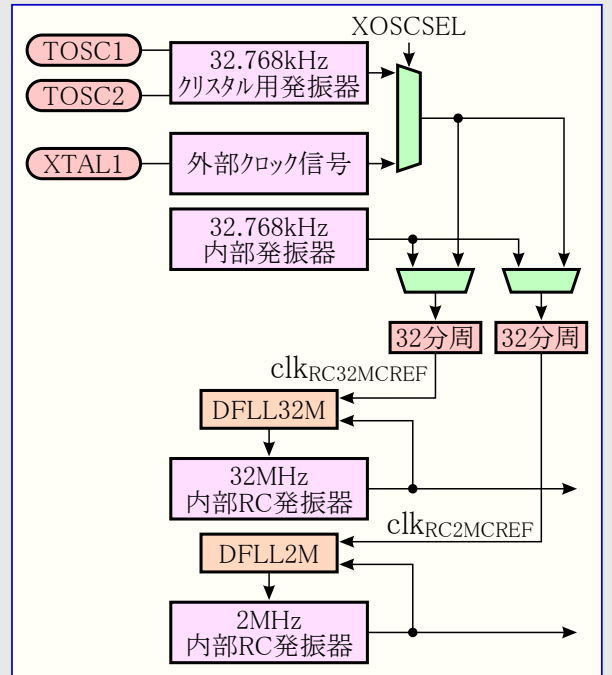 XOSCSEL
TOSC1
TOSC2
32.768kHz
クリスタル用発振器
XTAL1
外部クロック信号
32.768kHz
内部発振器
32分周
32分周
clkRC32MCREF
DFLL32M
32MHz
内部RC発振器
clkRC2MCREF
DFLL2M
2MHz
内部RC発振器